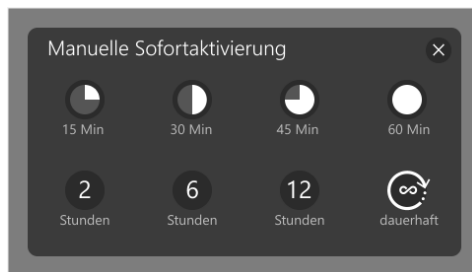 Manuelle Sofortaktivierung
15 Min
30 Min
45 Min
60 Min
2
6
12
Stunden
Stunden
Stunden
dauerhaft